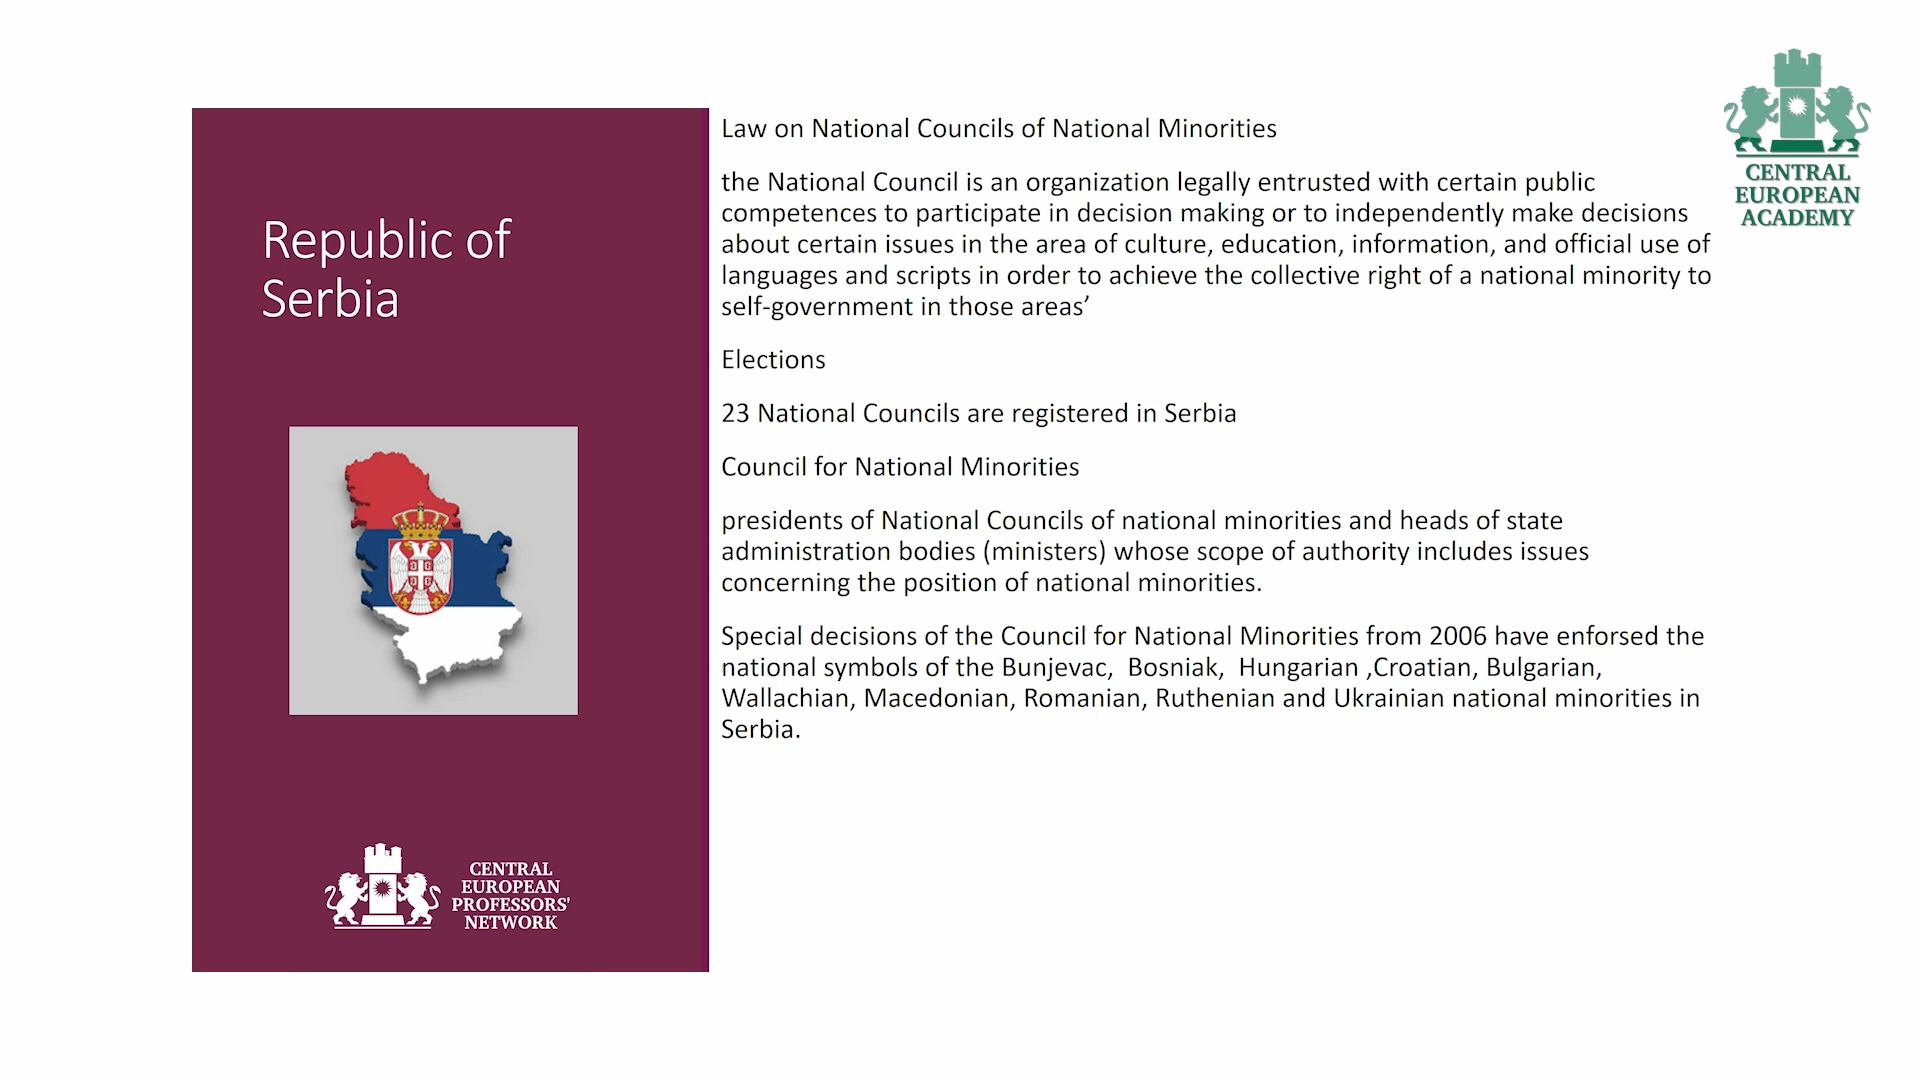 Republic of
Serbia
CENTRAL
EUROPEAN
PROFESSORS'
NETWORK
Law on National Councils of National Minorities
the National Council is an organization legally entrusted with certain public
competences to participate in decision making or to independently make decisions
about certain issues in the area of culture, education, information, and official use of
languages and scripts in order to achieve the collective right of a national minority to
self-government in those areas’
Elections
23 National Councils are registered in Serbia
Council for National Minorities
presidents of National Councils of national minorities and heads of state
administration bodies (ministers) whose scope of authority includes issues
concerning the position of national minorities.
Special decisions of the Council for National Minorities from 2006 have enforsed the
national symbols of the Bunjevac,  Bosniak,  Hungarian ,Croatian, Bulgarian,
Wallachian, Macedonian, Romanian, Ruthenian and Ukrainian national minorities in
Serbia.
CENTRAL
EUROPEAN
ACADEMY